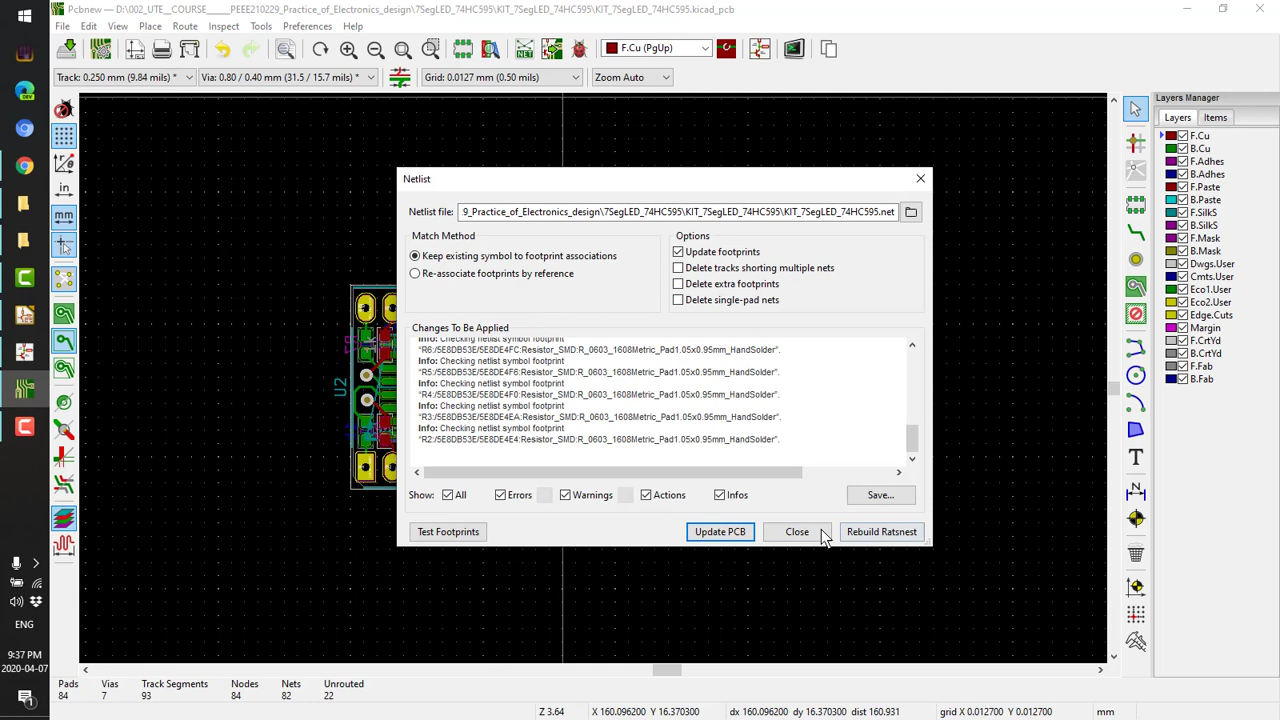 Pcbnew — D:\002_UTE__COURSE_____PEEE210229_Practice_of_Electronics_design\7SegLED_74HC595\KIT_7SegLED_74HC595\KIT_7SegLED_74HC595.kicad_pcb
File Edit View Place Route Inspect Tools Preferences Help
F.Cu (PgUp)
Track: 0.250 mm (9.84 mils) *
Via: 0.80 / 0.40 mm (31.5 / 15.7 mils) *
Grid: 0.0127 mm (0.50 mils)
Zoom Auto
Layers Manager
Layers Items
F.Cu
B.Cu
F.Adhes
B.Adhes
F.Paste
B.Paste
F.SilkS
B.SilkS
F.Mask
B.Mask
Dwgs.User
Cmts.User
Eco1.User
Eco2.User
Edge.Cuts
Margin
F.CrtYd
B.CrtYd
F.Fab
B.Fab
in
mm
U2
Netlist
Netlist file: 9_Practice_of_Electronics_design\7SegLED_74HC595\KIT_7SegLED_74HC595\KIT_7SegLED_74HC595.net
Match Method
Keep existing symbol to footprint associations
Re-associate footprints by reference
Options
Update footprints
Delete tracks shorting multiple nets
Delete extra footprints
Delete single-pad nets
Changes To Be Applied
Info: Checking netlist symbol footprint
"R6:/5E8DB53E/5E8DE4FC:Resistor_SMD:R_0603_1608Metric_Pad1.05x0.95mm_HandSolder".
Info: Checking netlist symbol footprint
"R5:/5E8DB53E/5E8DE4F6:Resistor_SMD:R_0603_1608Metric_Pad1.05x0.95mm_HandSolder".
Info: Checking netlist symbol footprint
"R4:/5E8DB53E/5E8DE4F0:Resistor_SMD:R_0603_1608Metric_Pad1.05x0.95mm_HandSolder".
Info: Checking netlist symbol footprint
"R3:/5E8DB53E/5E8DE4EA:Resistor_SMD:R_0603_1608Metric_Pad1.05x0.95mm_HandSolder".
Info: Checking netlist symbol footprint
"R2:/5E8DB53E/5E8DE4E4:Resistor_SMD:R_0603_1608Metric_Pad1.05x0.95mm_HandSolder".
Show: All Errors Warnings Actions Infos Save...
Test Footprints Update PCB Close Rebuild Ratsnest
ENG
9:37 PM
2020-04-07
Pads Vias Track Segments Nodes Nets Unrouted
84 7 93 84 82 22
Z 3.64 X 160.096200 Y 16.370300 dx 160.096200 dy 16.370300 dist 160.931 grid X 0.012700 Y 0.012700 mm